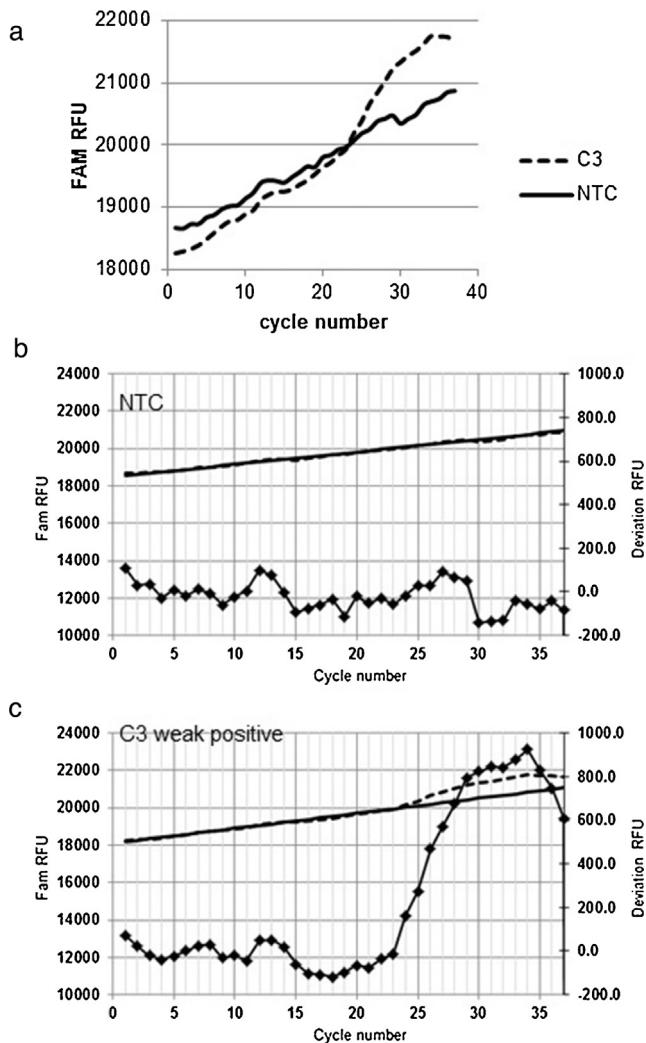 a
22000
21000
20000
19000
18000
FAM RFU
0 10 20 30 40
cycle number
C3
NTC
b
NTC
24000
22000
20000
18000
16000
14000
12000
10000
Fam RFU
1000.0
800.0
600.0
400.0
200.0
0.0
-200.0
Deviation RFU
0 5 10 15 20 25 30 35
Cycle number
c
C3 weak positive
24000
22000
20000
18000
16000
14000
12000
10000
Fam RFU
1000.0
800.0
600.0
400.0
200.0
0.0
-200.0
Deviation RFU
0 5 10 15 20 25 30 35
Cycle number